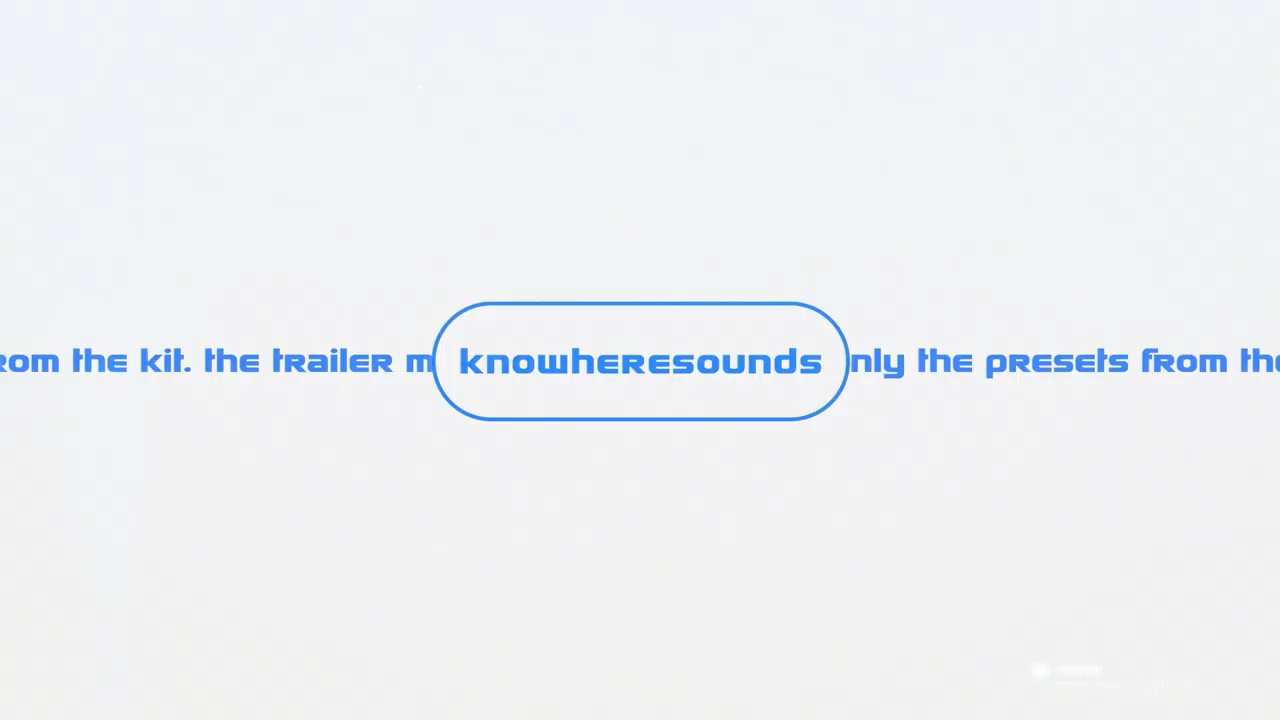 rom the kit. the trailer m knowheresounds nly the presets from the